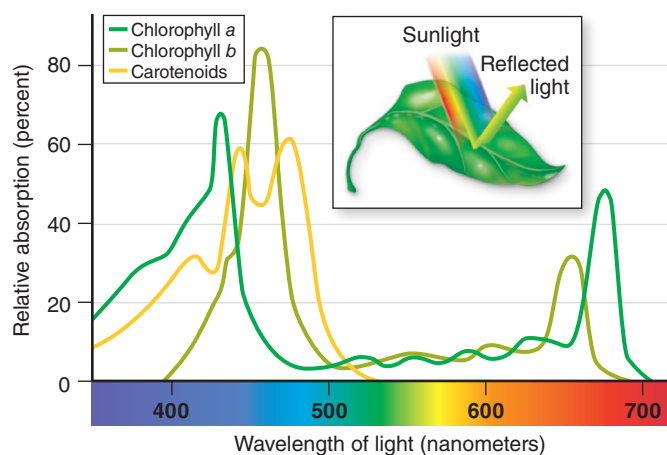 Chlorophyll a
Chlorophyll b
Carotenoids
Sunlight
Reflected
light
Relative absorption (percent)
80
60
40
20
0
400 500 600 700
Wavelength of light (nanometers)